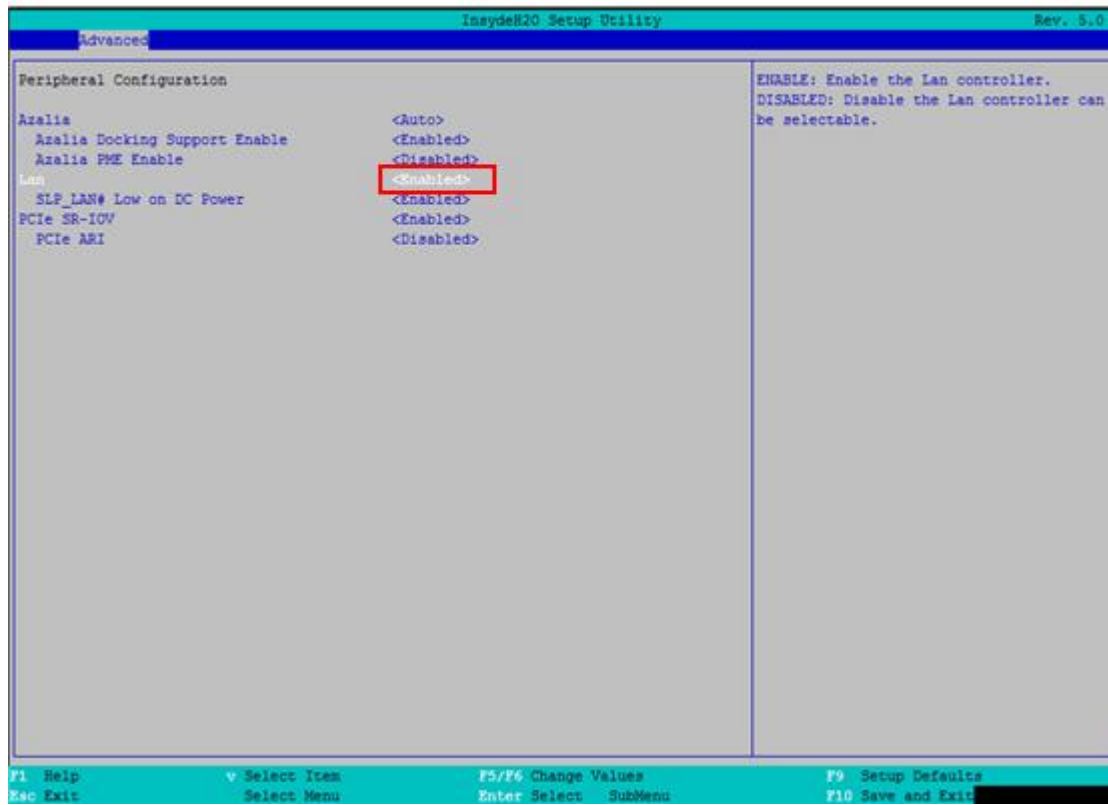 InsydeH20 Setup Utility Rev. 5.0
Advanced
Peripheral Configuration
Azalia <Auto>
Azalia Docking Support Enable <Enabled>
Azalia PME Enable <Disabled>
Lan <Enabled>
SLP_LAN# Low on DC Power <Enabled>
PCIe SR-IOV <Enabled>
PCIe ARI <Disabled>
ENABLE: Enable the Lan controller.
DISABLED: Disable the Lan controller can
be selectable.
F1 Help v Select Item F5/F6 Change Values F9 Setup Defaults
Esc Exit Select Menu Enter Select SubMenu F10 Save and Exit